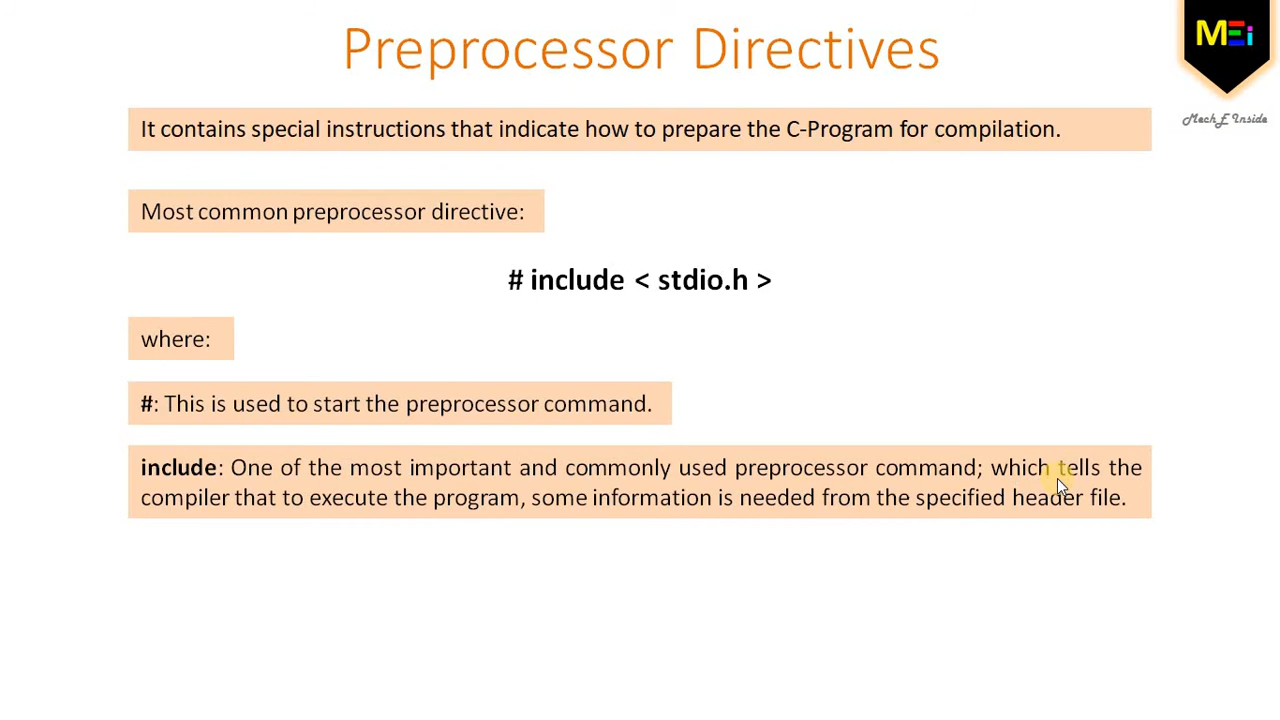 Preprocessor Directives
MEi
Mech E Inside
It contains special instructions that indicate how to prepare the C-Program for compilation.
Most common preprocessor directive:
# include < stdio.h >
where:
#: This is used to start the preprocessor command.
include: One of the most important and commonly used preprocessor command; which tells the
compiler that to execute the program, some information is needed from the specified header file.